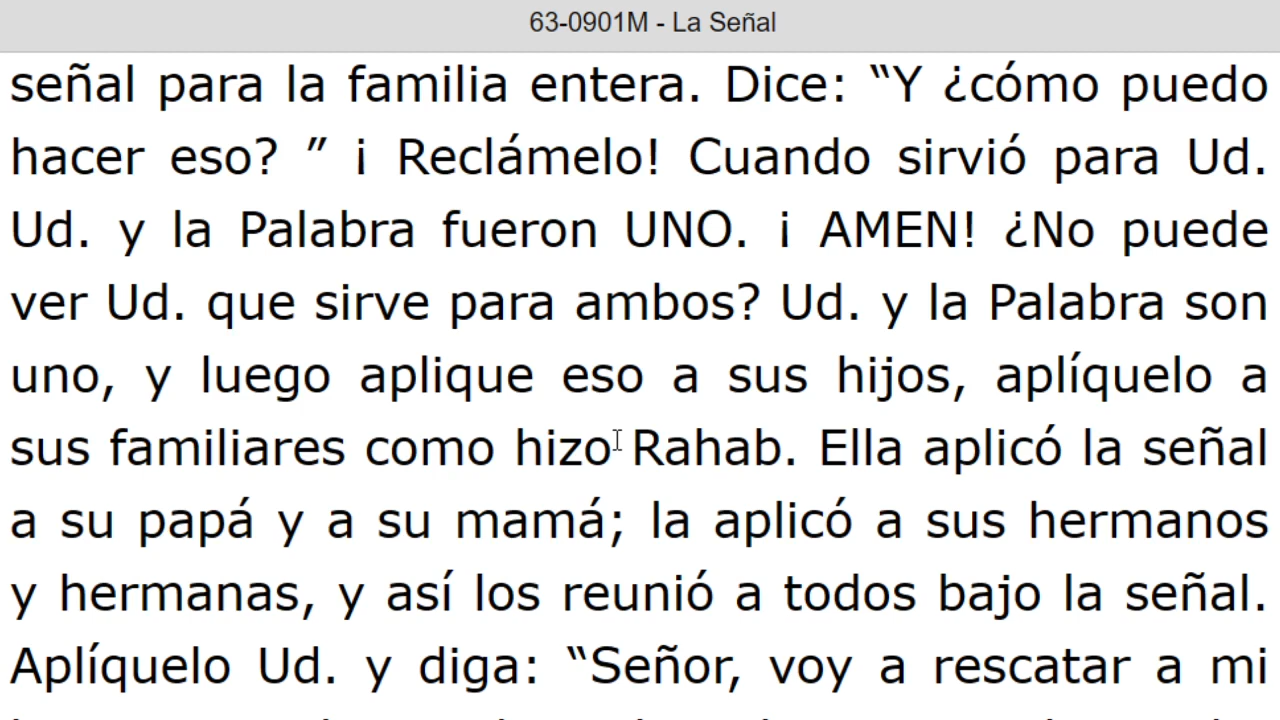 63-0901M - La Señal
señal para la familia entera. Dice: “Y ¿cómo puedo
hacer eso? ” ¡ Reclámelo! Cuando sirvió para Ud.
Ud. y la Palabra fueron UNO. ¡ AMEN! ¿No puede
ver Ud. que sirve para ambos? Ud. y la Palabra son
uno, y luego aplique eso a sus hijos, aplíquelo a
sus familiares como hizo Rahab. Ella aplicó la señal
a su papá y a su mamá; la aplicó a sus hermanos
y hermanas, y así los reunió a todos bajo la señal.
Aplíquelo Ud. y diga: “Señor, voy a rescatar a mi